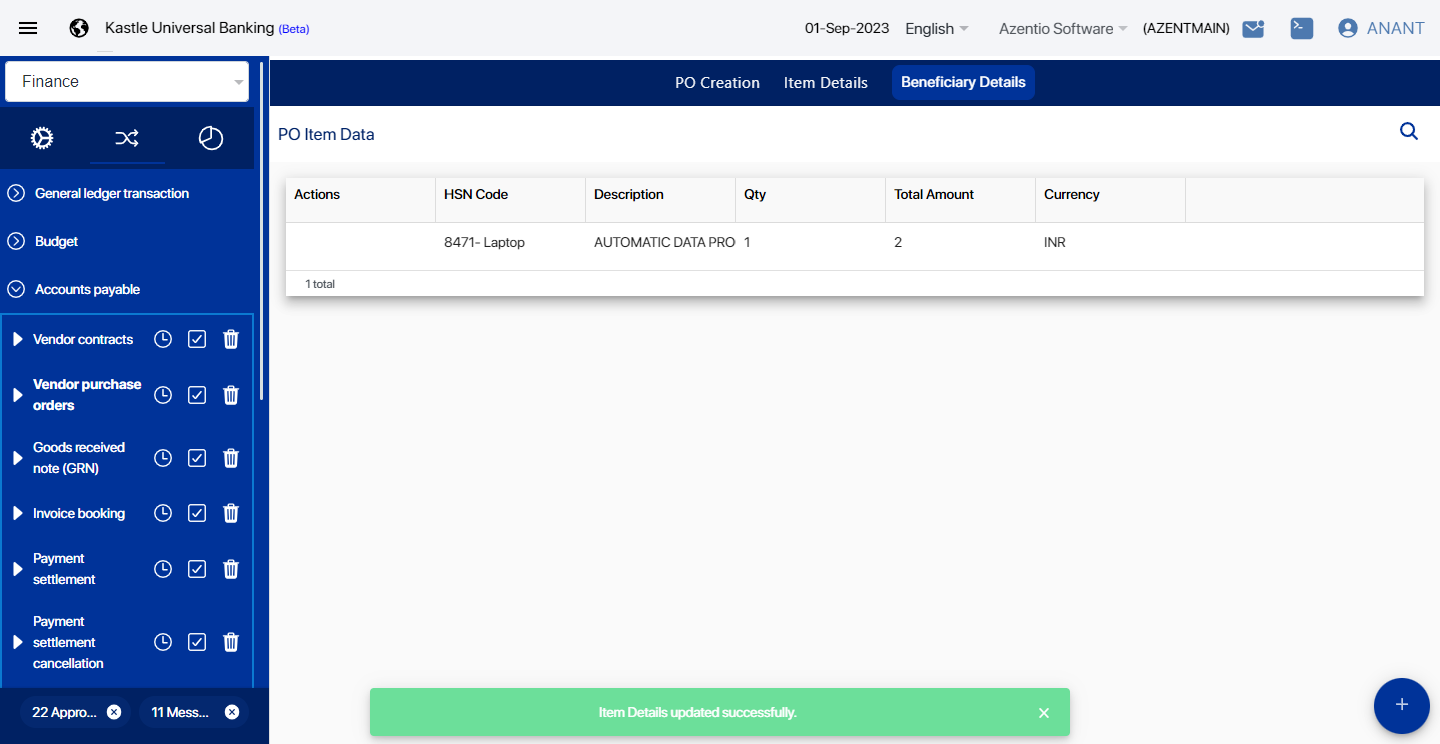 Kastle Universal Banking (Beta)
01-Sep-2023
English
Azentio Software
(AZENTMAIN)
ANANT
Finance
PO Creation
Item Details
Beneficiary Details
PO Item Data
General ledger transaction
Budget
Accounts payable
Vendor contracts
Vendor purchase
orders
Goods received
note (GRN)
Invoice booking
Payment
settlement
Payment
settlement
cancellation
22 Appro...
11 Mess...
Actions HSN Code Description Qty Total Amount Currency
8471- Laptop AUTOMATIC DATA PRO 1 2 INR
1 total
Item Details updated successfully.